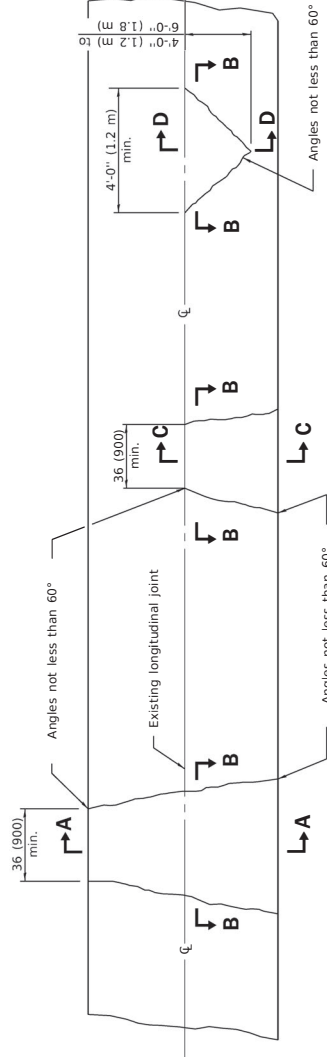 36 (900)
min.
A
Angles not less than 60°
36 (900)
min.
C
4'-0" (1.2 m)
min.
D
4'-0" (1.2 m) to
6'-0" (1.8 m)
℄
B
B
Existing longitudinal joint
B
B
℄
B
B
A
C
D
Angles not less than 60°
Angles not less than 60°